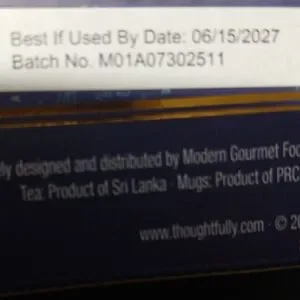 Best If Used By Date: 06/15/2027
Batch No. M01A07302511
designed and distributed by Modern Gourmet
Tea: Product of Sri Lanka · Mugs: Product of PRC
www.thoughtfully.com · ©